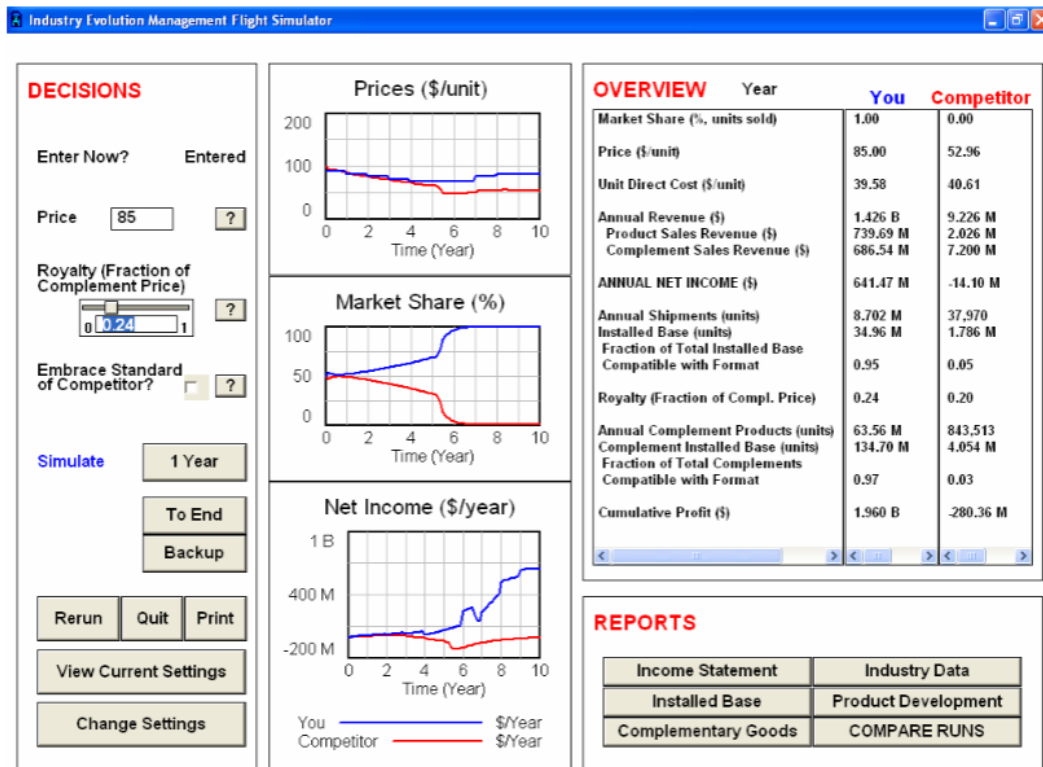 Industry Evolution Management Flight Simulator
DECISIONS
Enter Now? Entered
Price 85 ?
Royalty (Fraction of
Complement Price)
0 0.24 1 ?
Embrace Standard
of Competitor? ?
Simulate 1 Year
To End
Backup
Rerun Quit Print
View Current Settings
Change Settings
Prices ($/unit)
200
100
0
0 2 4 6 8 10
Time (Year)
Market Share (%)
100
50
0
0 2 4 6 8 10
Time (Year)
Net Income ($/year)
1 B
400 M
-200 M
0 2 4 6 8 10
Time (Year)
You $/Year
Competitor $/Year
OVERVIEW Year You Competitor
Market Share (%, units sold) 1.00 0.00
Price ($/unit) 85.00 52.96
Unit Direct Cost ($/unit) 39.58 40.61
Annual Revenue ($) 1.426 B 9.226 M
Product Sales Revenue ($) 739.69 M 2.026 M
Complement Sales Revenue ($) 686.54 M 7.200 M
ANNUAL NET INCOME ($) 641.47 M -14.10 M
Annual Shipments (units) 8.702 M 37,970
Installed Base (units) 34.96 M 1.786 M
Fraction of Total Installed Base
Compatible with Format 0.95 0.05
Royalty (Fraction of Compl. Price) 0.24 0.20
Annual Complement Products (units) 63.56 M 843,513
Complement Installed Base (units) 134.70 M 4.054 M
Fraction of Total Complements
Compatible with Format 0.97 0.03
Cumulative Profit ($) 1.960 B -280.36 M
REPORTS
Income Statement Industry Data
Installed Base Product Development
Complementary Goods COMPARE RUNS